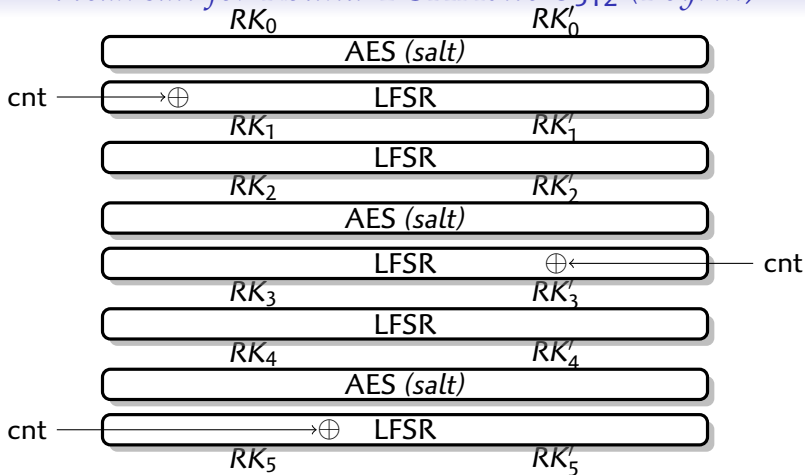 RK₀ RK′₀
AES (salt)
cnt LFSR
RK₁ RK′₁
LFSR
RK₂ RK′₂
AES (salt)
LFSR cnt
RK₃ RK′₃
LFSR
RK₄ RK′₄
AES (salt)
cnt LFSR
RK₅ RK′₅